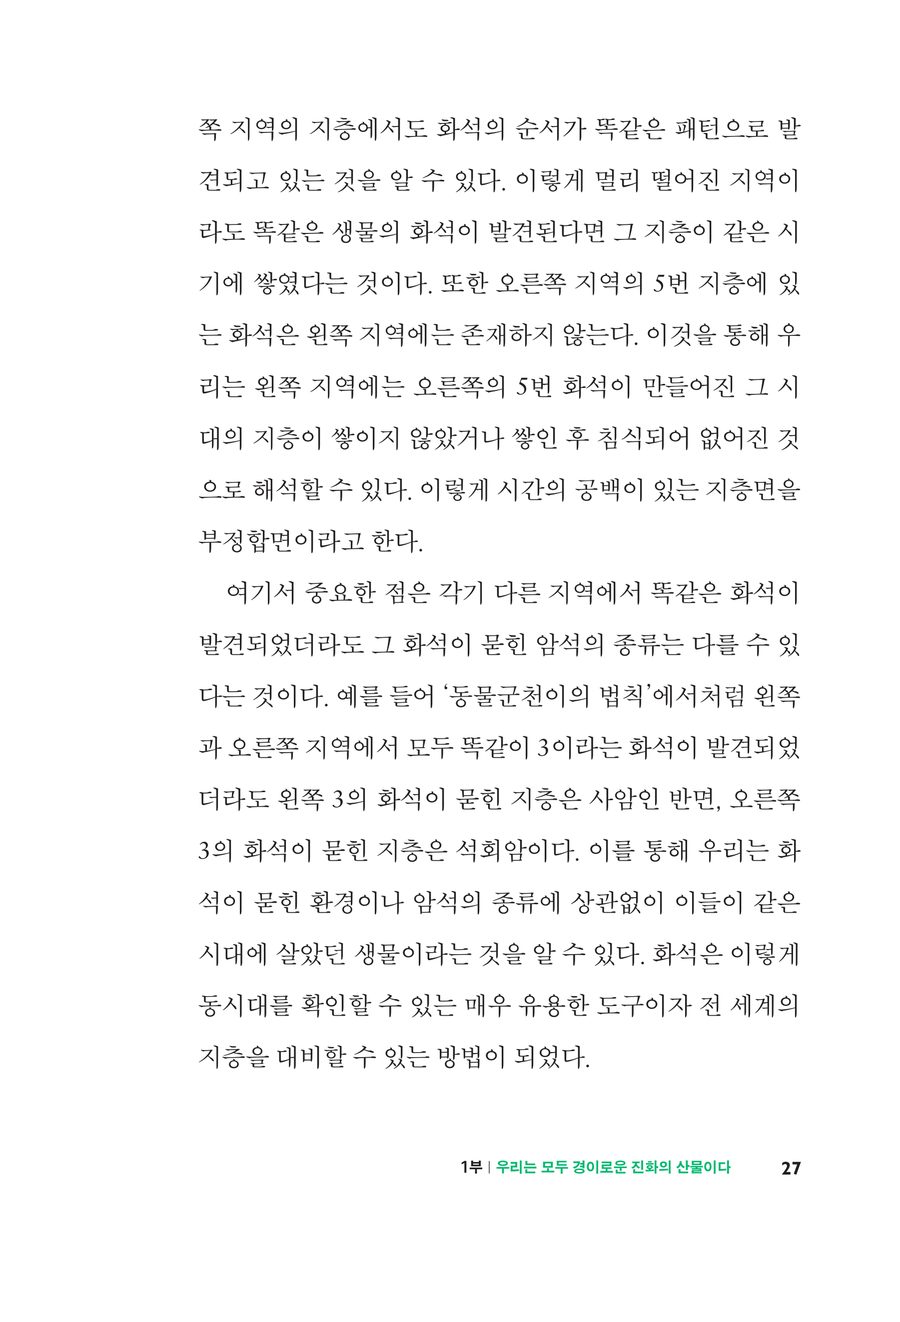 쪽 지역의 지층에서도 화석의 순서가 똑같은 패턴으로 발
견되고 있는 것을 알 수 있다. 이렇게 멀리 떨어진 지역이
라도 똑같은 생물의 화석이 발견된다면 그 지층이 같은 시
기에 쌓였다는 것이다. 또한 오른쪽 지역의 5번 지층에 있
는 화석은 왼쪽 지역에는 존재하지 않는다. 이것을 통해 우
리는 왼쪽 지역에는 오른쪽의 5번 화석이 만들어진 그 시
대의 지층이 쌓이지 않았거나 쌓인 후 침식되어 없어진 것
으로 해석할 수 있다. 이렇게 시간의 공백이 있는 지층면을
부정합면이라고 한다.
여기서 중요한 점은 각기 다른 지역에서 똑같은 화석이
발견되었더라도 그 화석이 묻힌 암석의 종류는 다를 수 있
다는 것이다. 예를 들어 ‘동물군천이의 법칙’에서처럼 왼쪽
과 오른쪽 지역에서 모두 똑같이 3이라는 화석이 발견되었
더라도 왼쪽 3의 화석이 묻힌 지층은 사암인 반면, 오른쪽
3의 화석이 묻힌 지층은 석회암이다. 이를 통해 우리는 화
석이 묻힌 환경이나 암석의 종류에 상관없이 이들이 같은
시대에 살았던 생물이라는 것을 알 수 있다. 화석은 이렇게
동시대를 확인할 수 있는 매우 유용한 도구이자 전 세계의
지층을 대비할 수 있는 방법이 되었다.
1부 | 우리는 모두 경이로운 진화의 산물이다 27